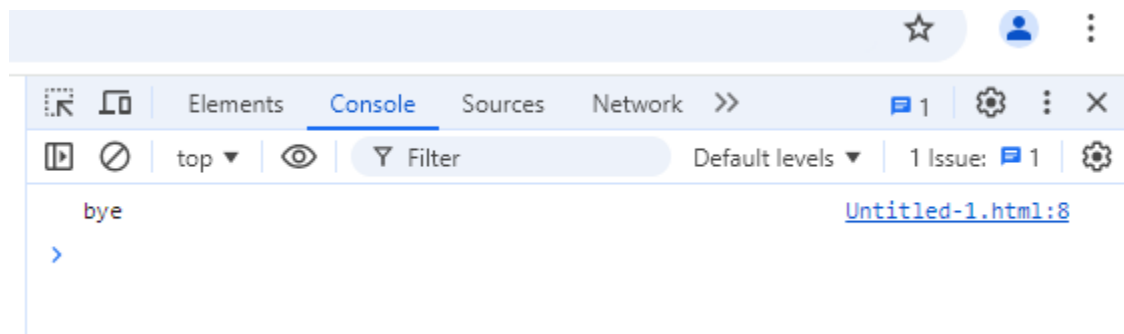 Elements Console Sources Network 1
top Filter Default levels 1 Issue: 1
bye Untitled-1.html:8